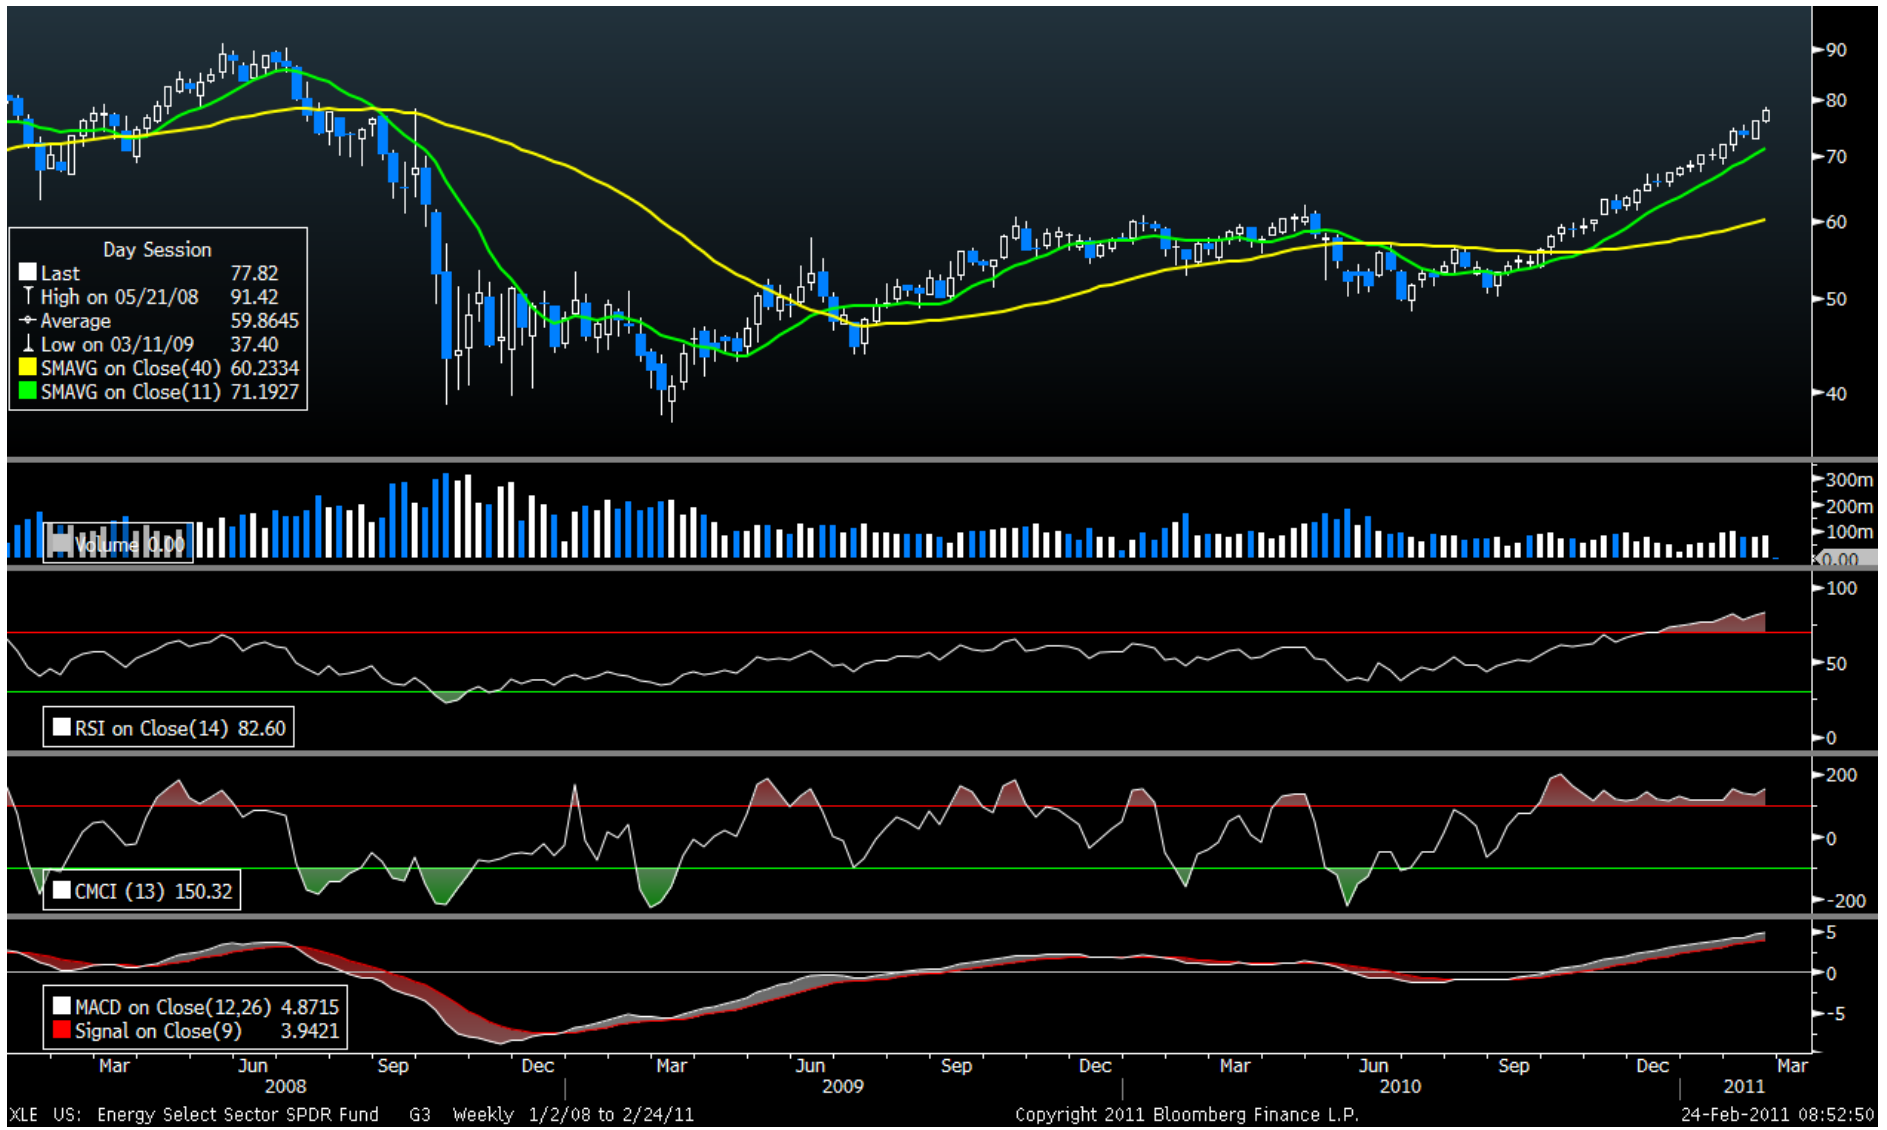 90
80
70
60
50
40
Day Session
Last 77.82
High on 05/21/08 91.42
Average 59.8645
Low on 03/11/09 37.40
SMAVG on Close(40) 60.2334
SMAVG on Close(11) 71.1927
300m
200m
100m
0.00
Volume 0.00
100
50
0
RSI on Close(14) 82.60
200
0
-200
CMCI (13) 150.32
5
0
-5
MACD on Close(12,26) 4.8715
Signal on Close(9) 3.9421
Mar Jun Sep Dec Mar Jun Sep Dec Mar Jun Sep Dec Mar
2008 2009 2010 2011
XLE US: Energy Select Sector SPDR Fund G3 Weekly 1/2/08 to 2/24/11 Copyright 2011 Bloomberg Finance L.P. 24-Feb-2011 08:52:50